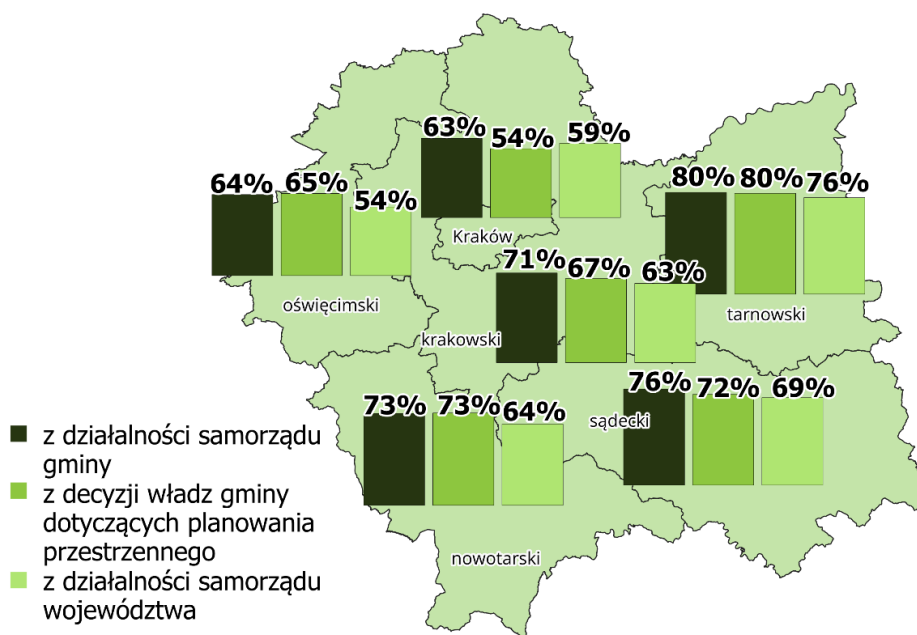 63%
54%
59%
Kraków
64%
65%
54%
oświęcimski
80%
80%
76%
tarnowski
71%
67%
63%
krakowski
76%
72%
69%
sądecki
73%
73%
64%
nowotarski
z działalności samorządu
gminy
z decyzji władz gminy
dotyczących planowania
przestrzennego
z działalności samorządu
województwa